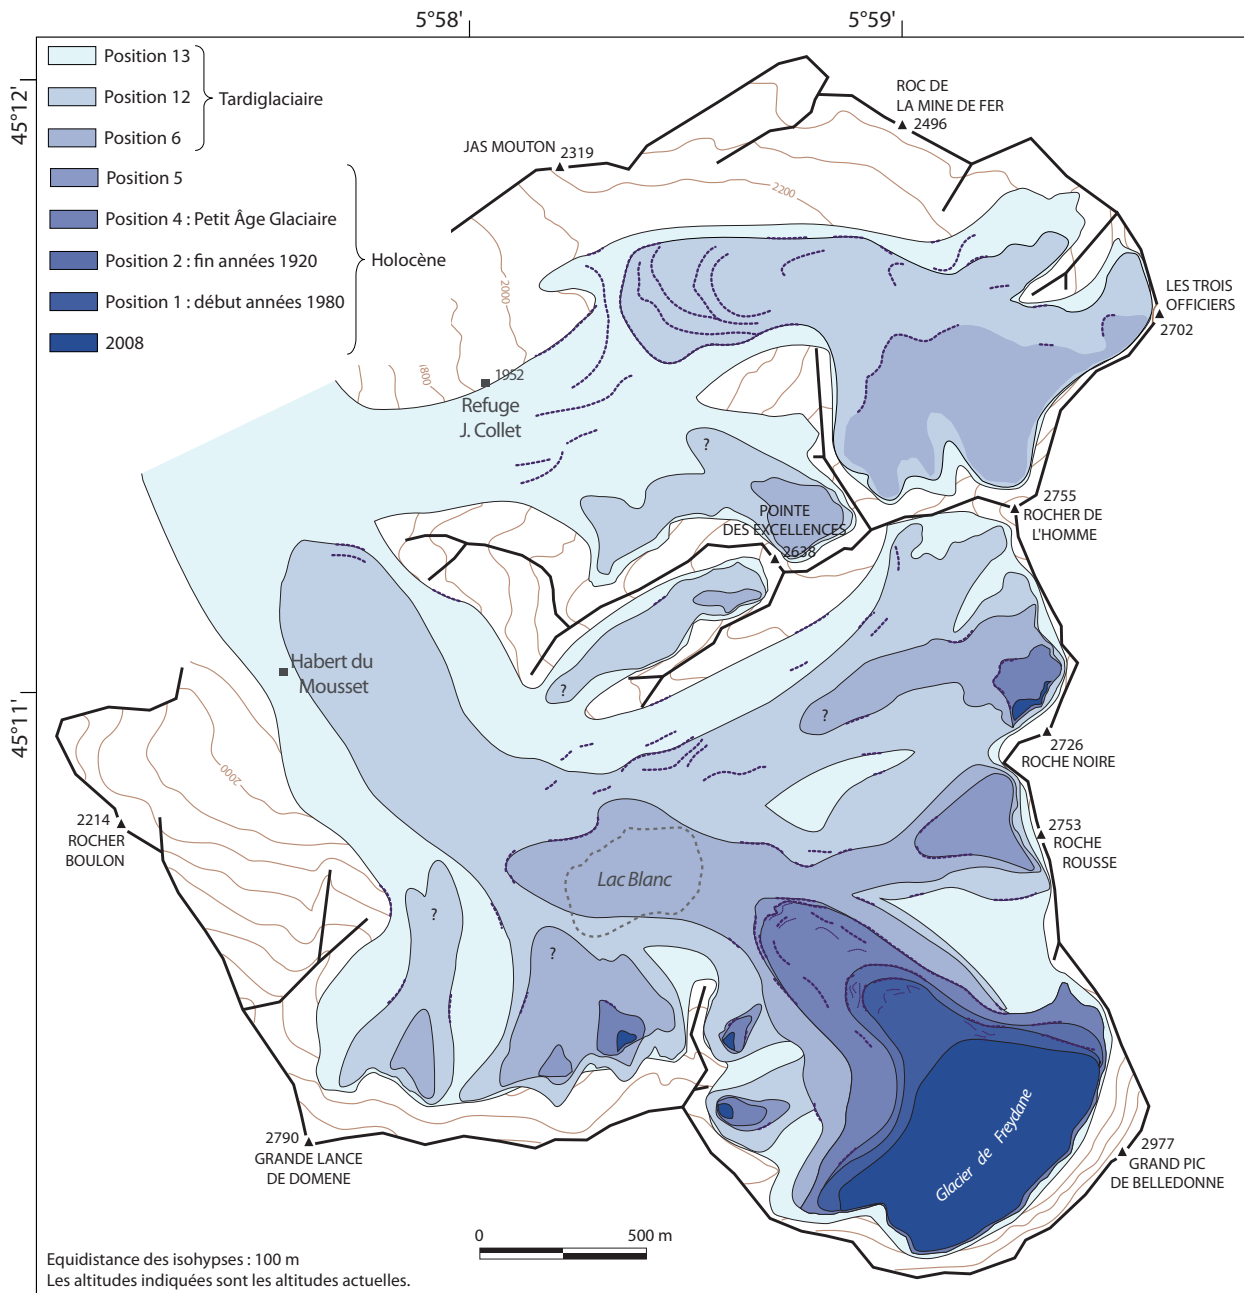 5°58'
5°59'
45°12'
45°11'
Position 13
Position 12
Position 6
Tardiglaciaire
Position 5
Position 4 : Petit Âge Glaciaire
Position 2 : fin années 1920
Position 1 : début années 1980
2008
Holocène
ROC DE
LA MINE DE FER
2496
JAS MOUTON
2319
2200
2000
1800
LES TROIS
OFFICIERS
2702
1952
Refuge
J. Collet
?
POINTE
DES EXCELLENCES
2638
2755
ROCHER DE
L'HOMME
Habert du
Mousset
?
?
2726
ROCHE NOIRE
2000
2214
ROCHER
BOULON
2753
ROCHE
ROUSSE
Lac Blanc
?
?
Glacier de Freydane
2790
GRANDE LANCE
DE DOMENE
2977
GRAND PIC
DE BELLEDONNE
0
500 m
Equidistance des isohypses : 100 m
Les altitudes indiquées sont les altitudes actuelles.